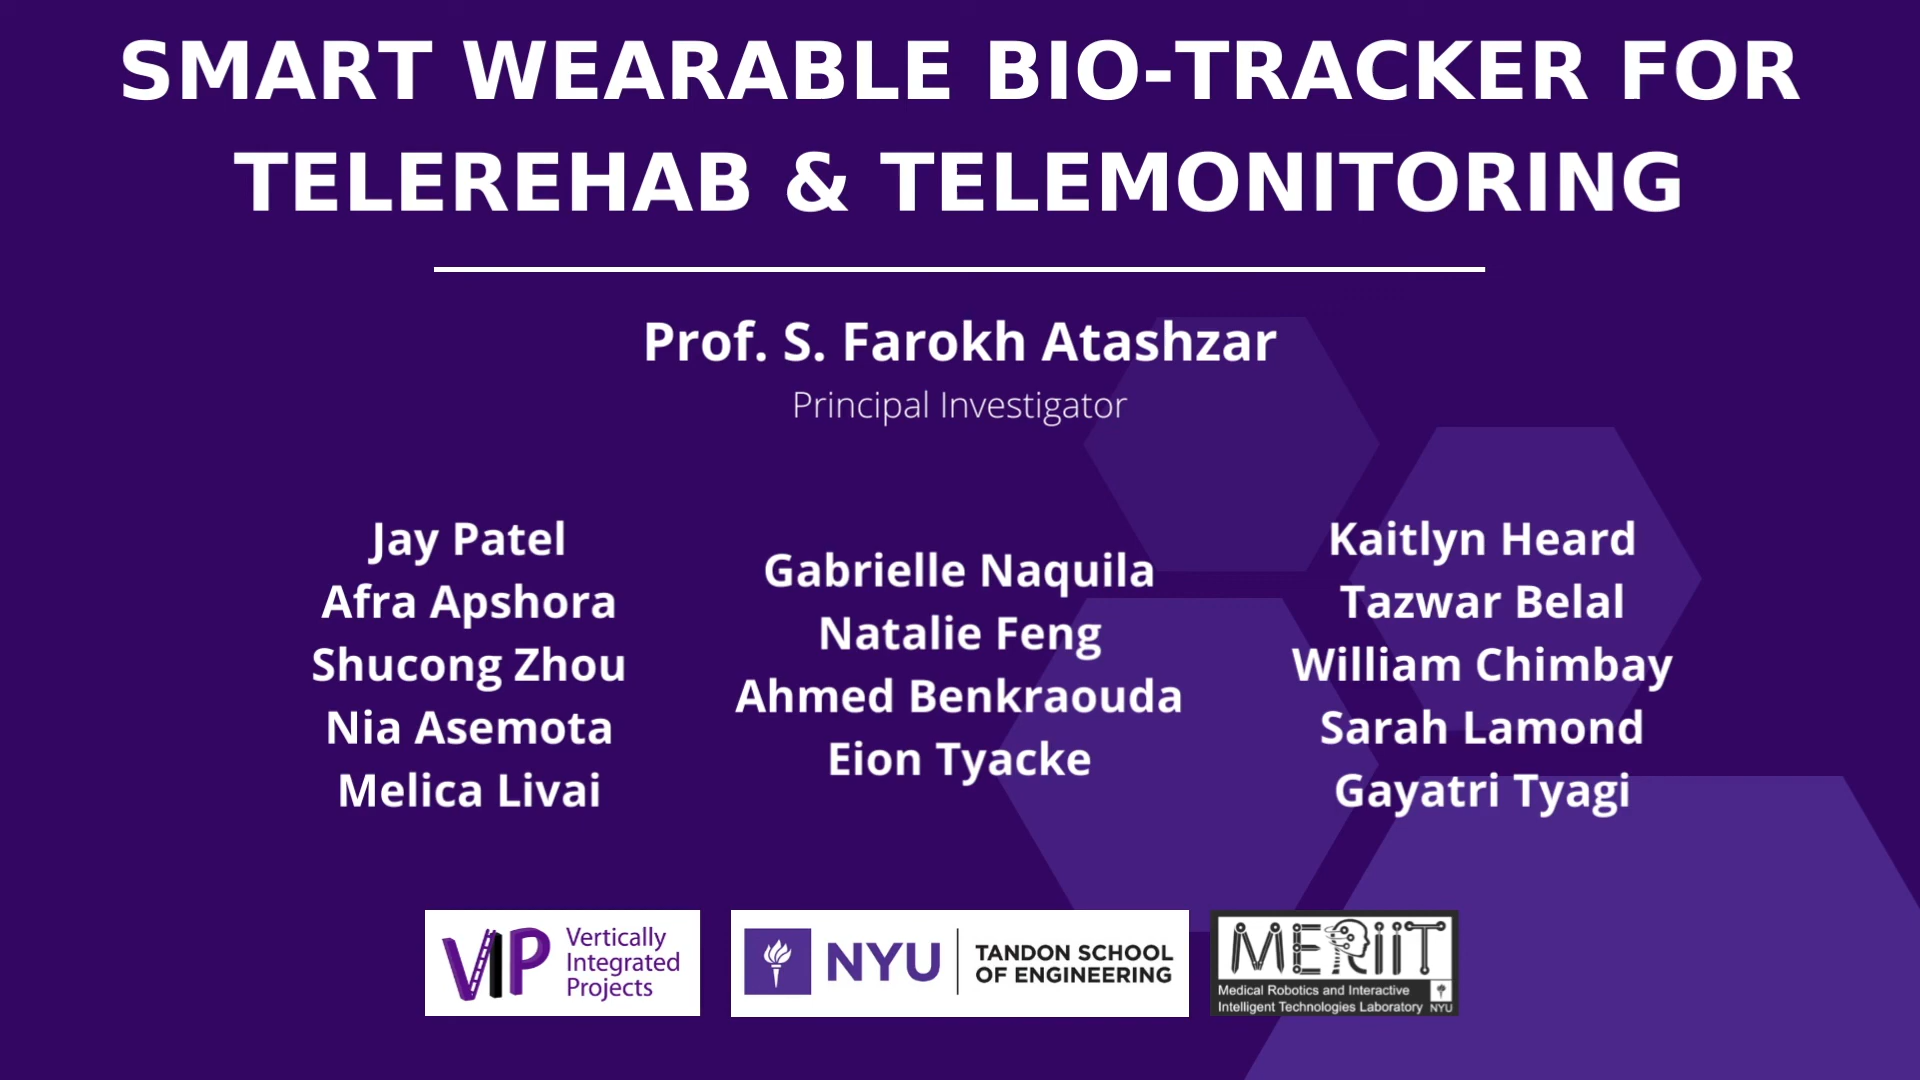 SMART WEARABLE BIO-TRACKER FOR
TELEREHAB & TELEMONITORING
Prof. S. Farokh Atashzar
Principal Investigator
Jay Patel
Afra Apshora
Shucong Zhou
Nia Asemota
Melica Livai
Gabrielle Naquila
Natalie Feng
Ahmed Benkraouda
Eion Tyacke
Kaitlyn Heard
Tazwar Belal
William Chimbay
Sarah Lamond
Gayatri Tyagi
VIP
Vertically
Integrated
Projects
NYU
TANDON SCHOOL
OF ENGINEERING
MERIIT
Medical Robotics and Interactive
Intelligent Technologies Laboratory
NYU